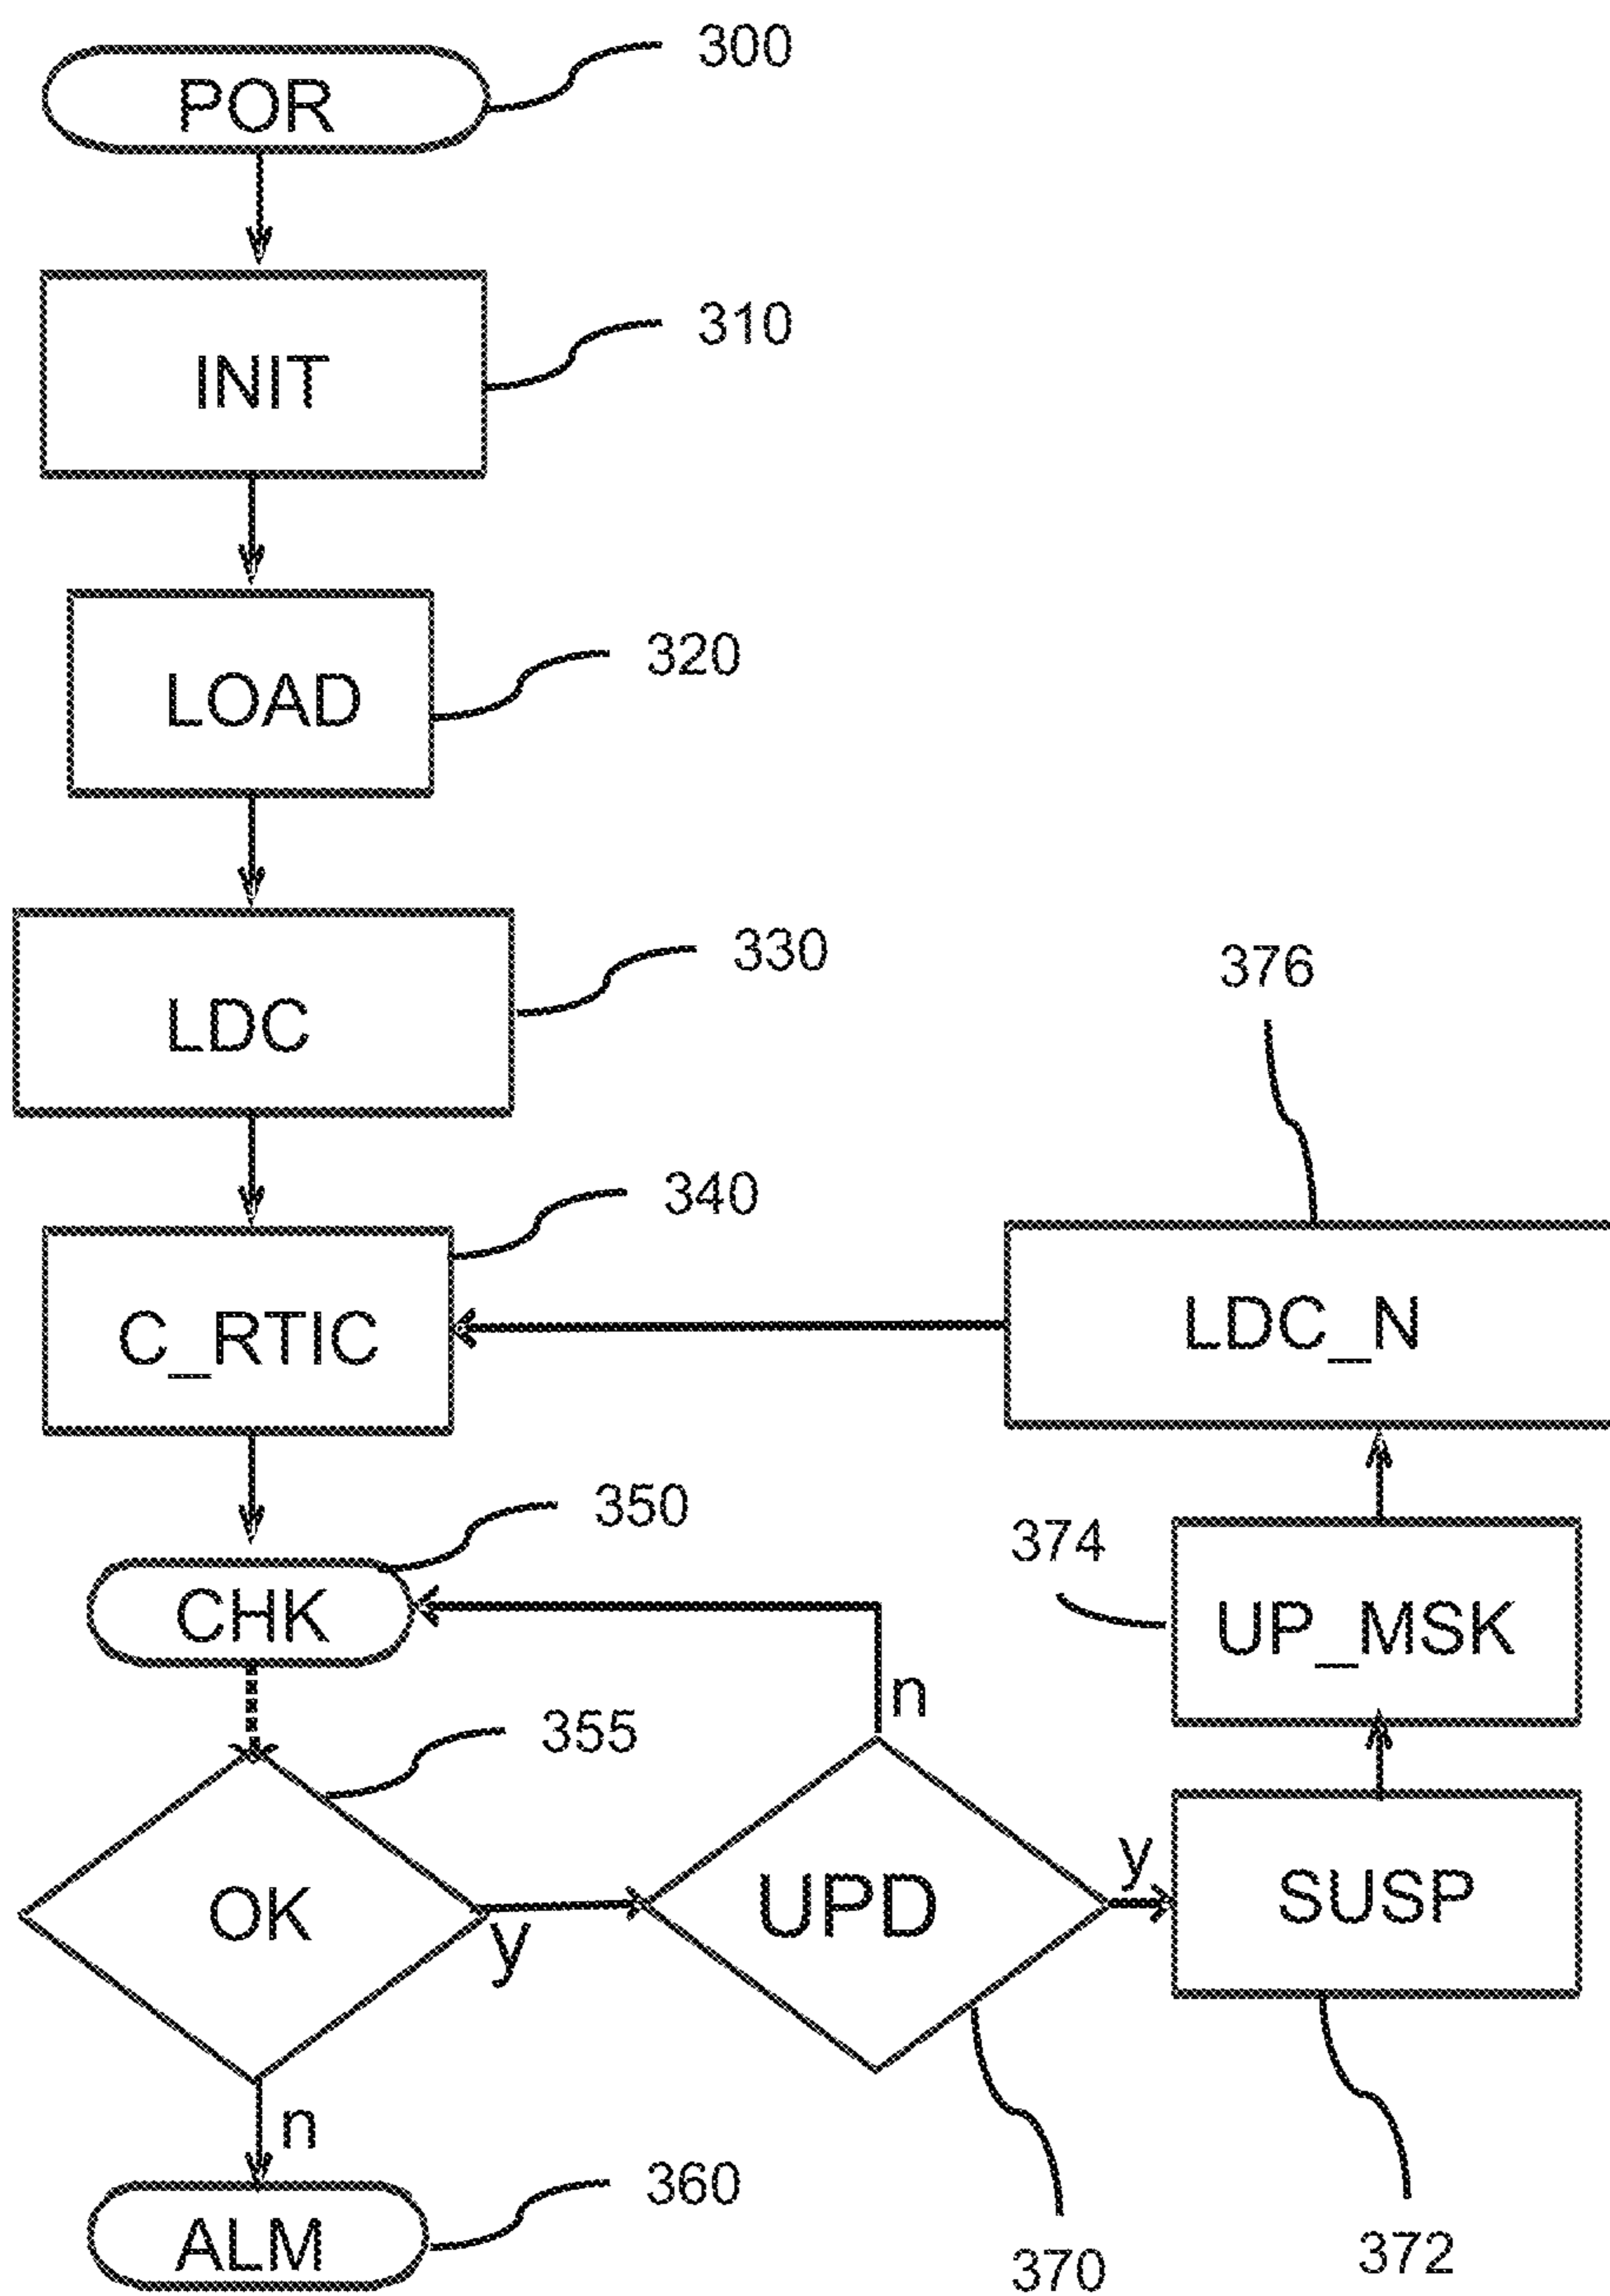 POR
300
INIT
310
LOAD
320
LDC
330
376
C_RTIC
340
LDC_N
CHK
350
374
UP_MSK
n
355
OK
y
UPD
y
SUSP
n
ALM
360
370
372